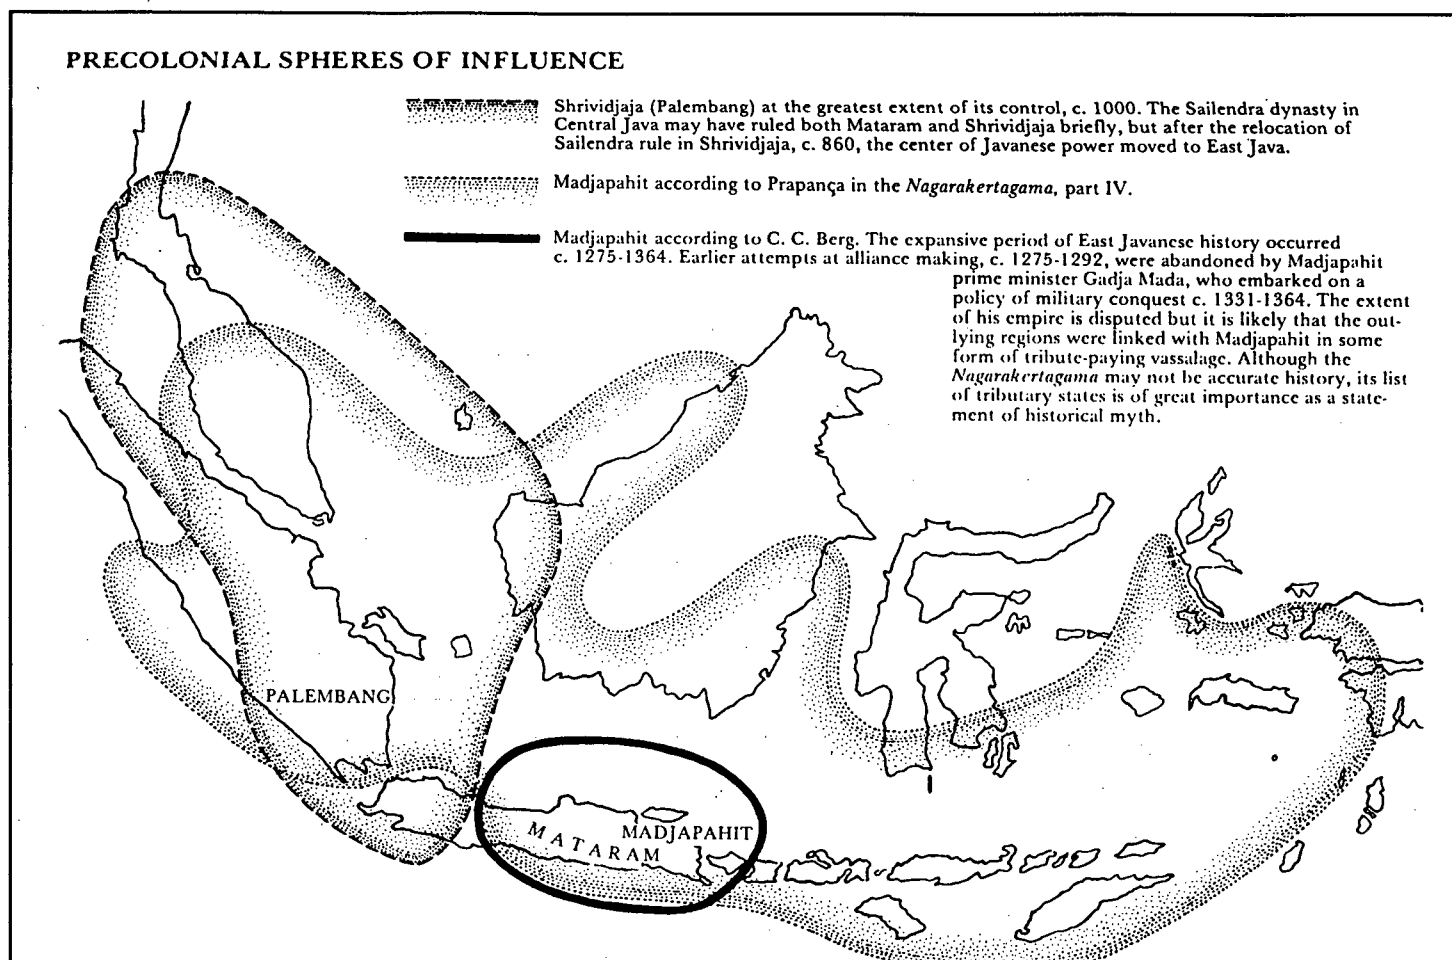 PRECOLONIAL SPHERES OF INFLUENCE
Shrividjaja (Palembang) at the greatest extent of its control, c. 1000. The Sailendra dynasty in
Central Java may have ruled both Mataram and Shrividjaja briefly, but after the relocation of
Sailendra rule in Shrividjaja, c. 860, the center of Javanese power moved to East Java.
Madjapahit according to Prapança in the Nagarakertagama, part IV.
Madjapahit according to C. C. Berg. The expansive period of East Javanese history occurred
c. 1275-1364. Earlier attempts at alliance making, c. 1275-1292, were abandoned by Madjapahit
prime minister Gadja Mada, who embarked on a
policy of military conquest c. 1331-1364. The extent
of his empire is disputed but it is likely that the out-
lying regions were linked with Madjapahit in some
form of tribute-paying vassalage. Although the
Nagarakertagama may not be accurate history, its list
of tributary states is of great importance as a state-
ment of historical myth.
PALEMBANG
MADJAPAHIT
MATARAM